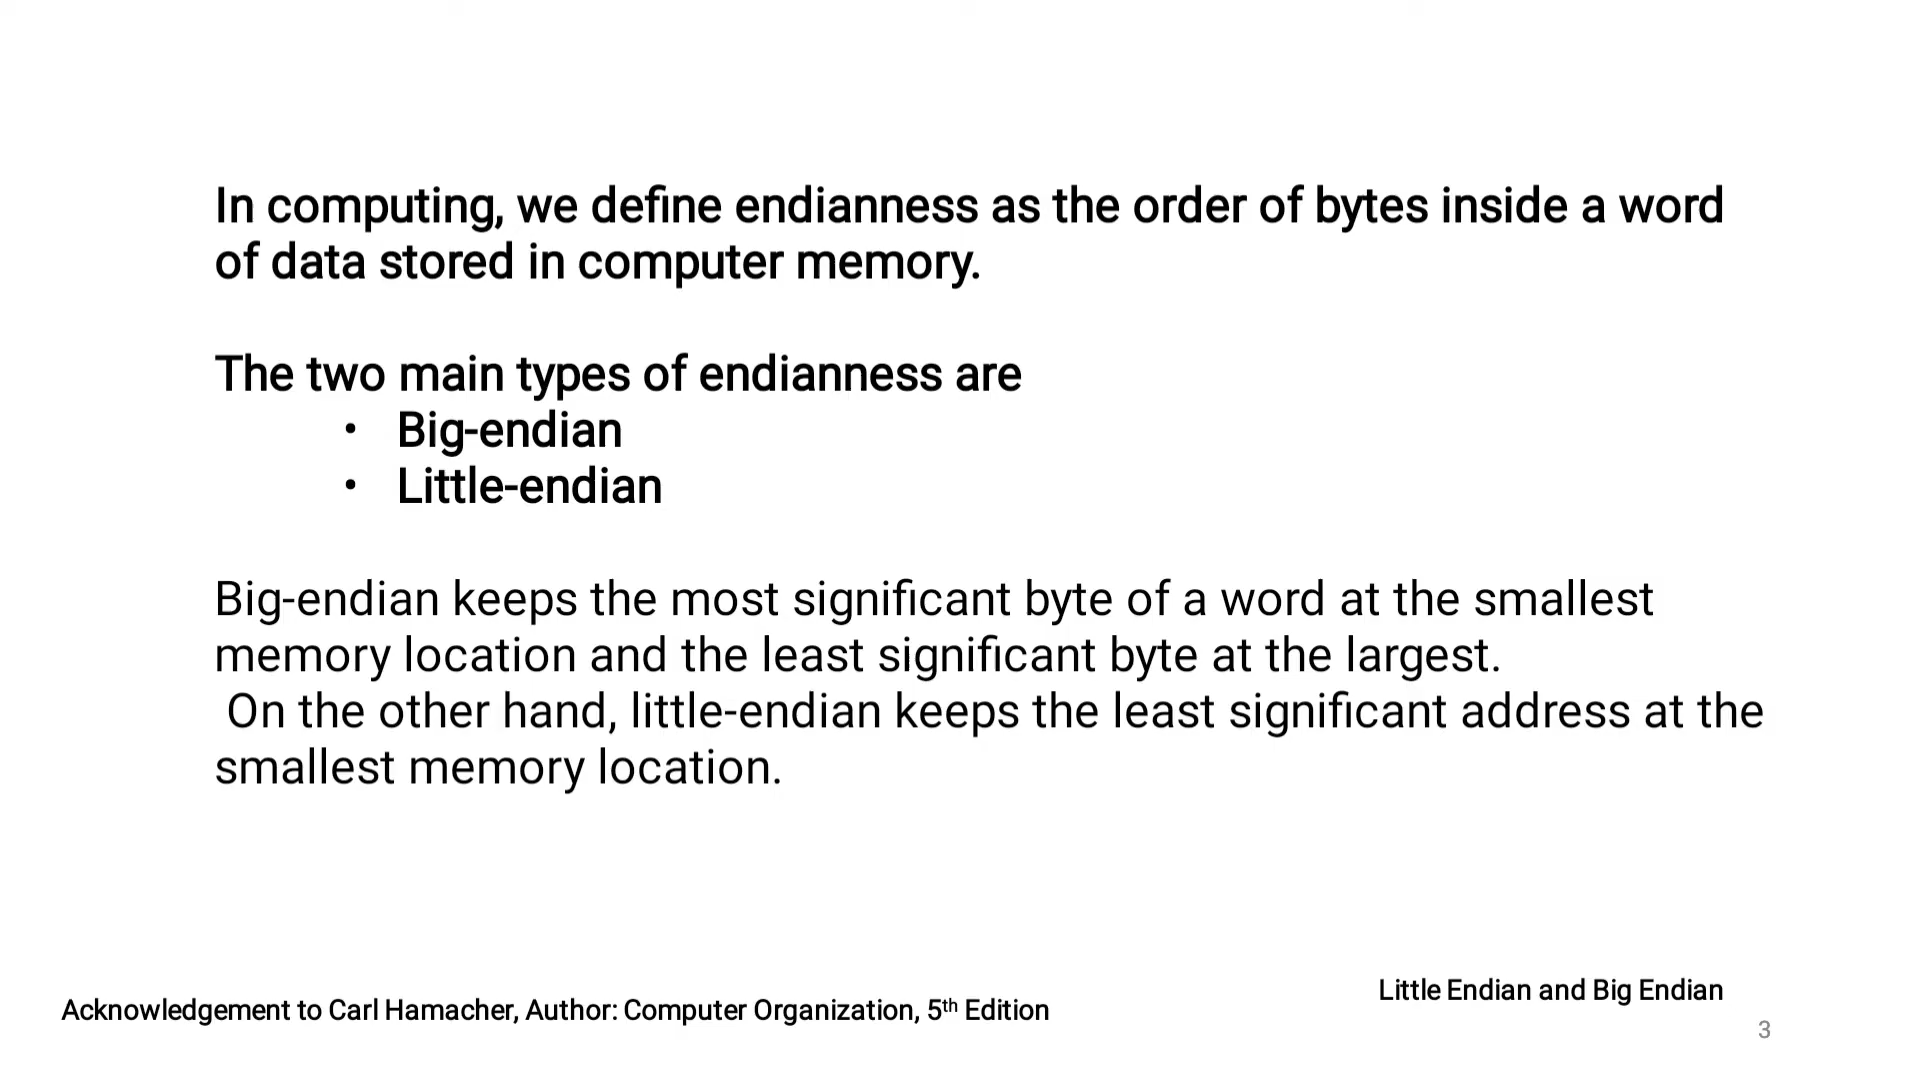 In computing, we define endianness as the order of bytes inside a word
of data stored in computer memory.
The two main types of endianness are
• Big-endian
• Little-endian
Big-endian keeps the most significant byte of a word at the smallest
memory location and the least significant byte at the largest.
On the other hand, little-endian keeps the least significant address at the
smallest memory location.
Little Endian and Big Endian
Acknowledgement to Carl Hamacher, Author: Computer Organization, 5th Edition
3